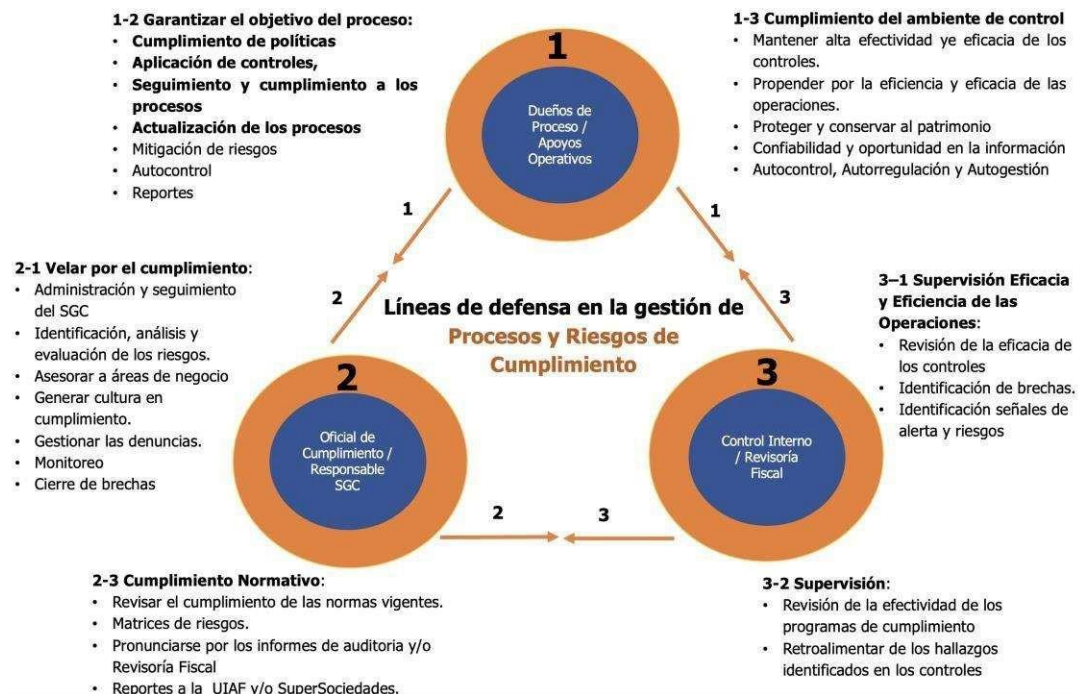 1-2 Garantizar el objetivo del proceso:
• Cumplimiento de políticas
• Aplicación de controles,
• Seguimiento y cumplimiento a los
procesos
• Actualización de los procesos
• Mitigación de riesgos
• Autocontrol
• Reportes
1
Dueños de
Proceso /
Apoyos
Operativos
1-3 Cumplimiento del ambiente de control
• Mantener alta efectividad ye eficacia de los
controles.
• Propender por la eficiencia y eficacia de las
operaciones.
• Proteger y conservar al patrimonio
• Confiabilidad y oportunidad en la información
• Autocontrol, Autorregulación y Autogestión
1
1
2
3
2-1 Velar por el cumplimiento:
• Administración y seguimiento
del SGC
• Identificación, análisis y
evaluación de los riesgos.
• Asesorar a áreas de negocio
• Generar cultura en
cumplimiento.
• Gestionar las denuncias.
• Monitoreo
• Cierre de brechas
Líneas de defensa en la gestión de
Procesos y Riesgos de
Cumplimiento
3–1 Supervisión Eficacia
y Eficiencia de las
Operaciones:
• Revisión de la eficacia de
los controles
• Identificación de brechas.
• Identificación señales de
alerta y riesgos
2
Oficial de
Cumplimiento /
Responsable
SGC
3
Control Interno
/ Revisoría
Fiscal
2
3
2-3 Cumplimiento Normativo:
• Revisar el cumplimiento de las normas vigentes.
• Matrices de riesgos.
• Pronunciarse por los informes de auditoria y/o
Revisoría Fiscal
• Reportes a la UIAF y/o SuperSociedades.
3-2 Supervisión:
• Revisión de la efectividad de los
programas de cumplimiento
• Retroalimentar de los hallazgos
identificados en los controles